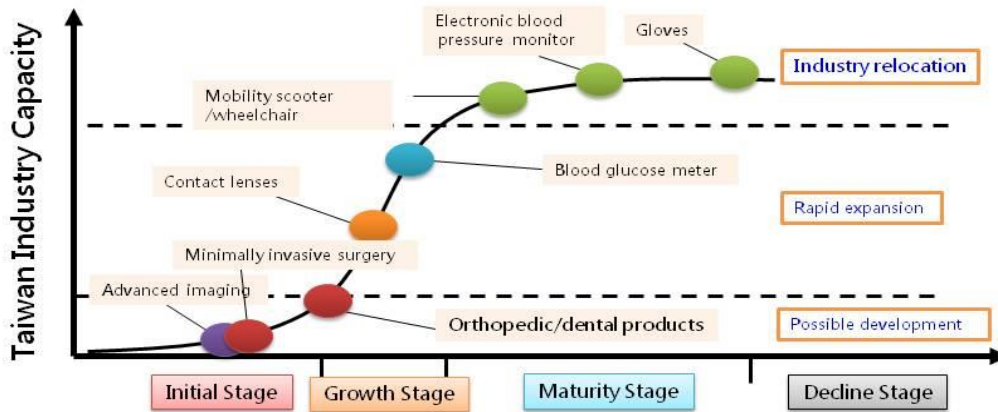 Taiwan Industry Capacity
Electronic blood
pressure monitor
Gloves
Industry relocation
Mobility scooter
/wheelchair
Blood glucose meter
Contact lenses
Rapid expansion
Minimally invasive surgery
Advanced imaging
Orthopedic/dental products
Possible development
Initial Stage
Growth Stage
Maturity Stage
Decline Stage